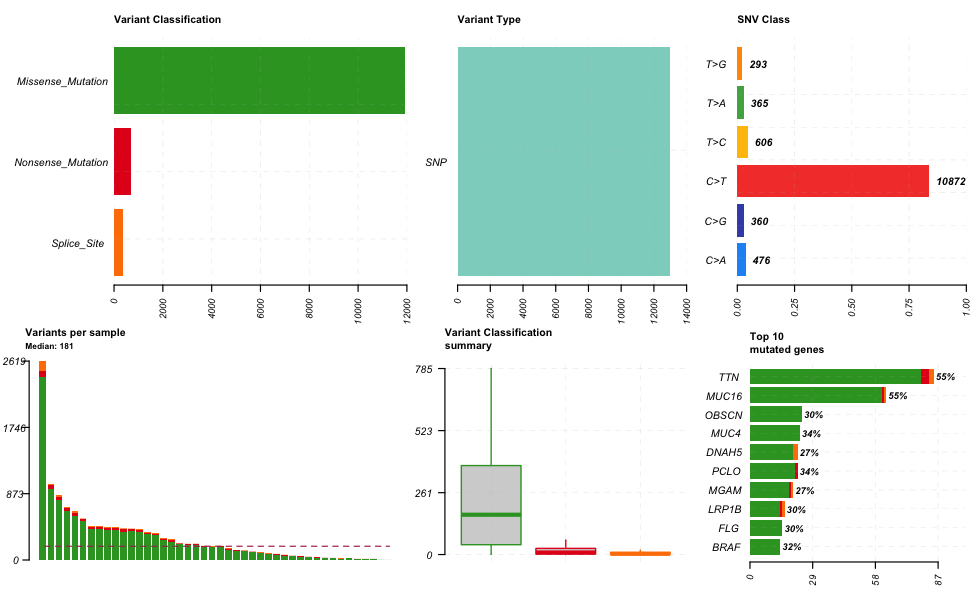 Variant Classification
Missense_Mutation
Nonsense_Mutation
Splice_Site
0
2000
4000
6000
8000
10000
12000
Variant Type
SNP
0
2000
4000
6000
8000
10000
12000
14000
SNV Class
T>G 293
T>A 365
T>C 606
C>T 10872
C>G 360
C>A 476
0.00
0.25
0.50
0.75
1.00
Variants per sample
Median: 181
2619
1746
873
0
Variant Classification
summary
785
523
261
0
Top 10
mutated genes
TTN 55%
MUC16 55%
OBSCN 30%
MUC4 34%
DNAH5 27%
PCLO 34%
MGAM 27%
LRP1B 30%
FLG 30%
BRAF 32%
0
29
58
87